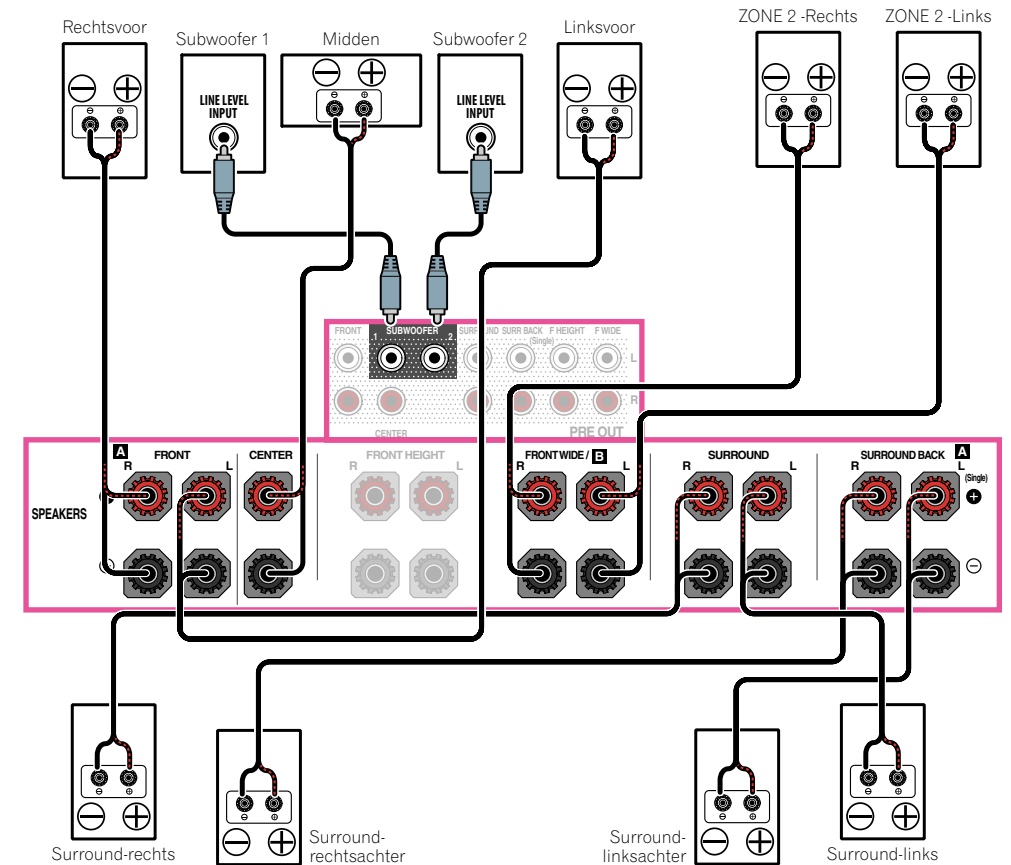 Rechtsvoor
Subwoofer 1
Midden
Subwoofer 2
Linksvoor
ZONE 2 -Rechts
ZONE 2 -Links
LINE LEVEL
INPUT
LINE LEVEL
INPUT
FRONT
SUBWOOFER
1
2
SURROUND
SURR BACK
(Single)
F HEIGHT
F WIDE
L
R
CENTER
PRE OUT
SPEAKERS
A
FRONT
R
L
CENTER
FRONT HEIGHT
R
L
FRONT WIDE / B
R
L
SURROUND
R
L
SURROUND BACK
A
R
L
(Single)
Surround-rechts
Surround-
rechtsachter
Surround-
linksachter
Surround-links